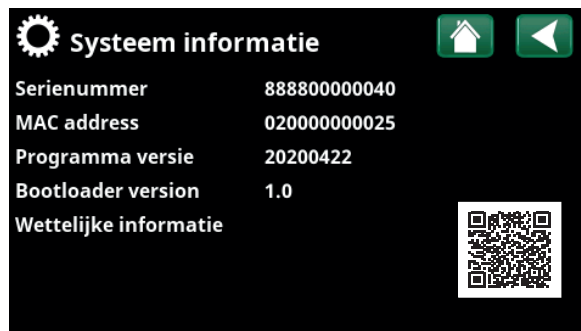 Systeem informatie
Serienummer 888800000040
MAC address 020000000025
Programma versie 20200422
Bootloader version 1.0
Wettelijke informatie